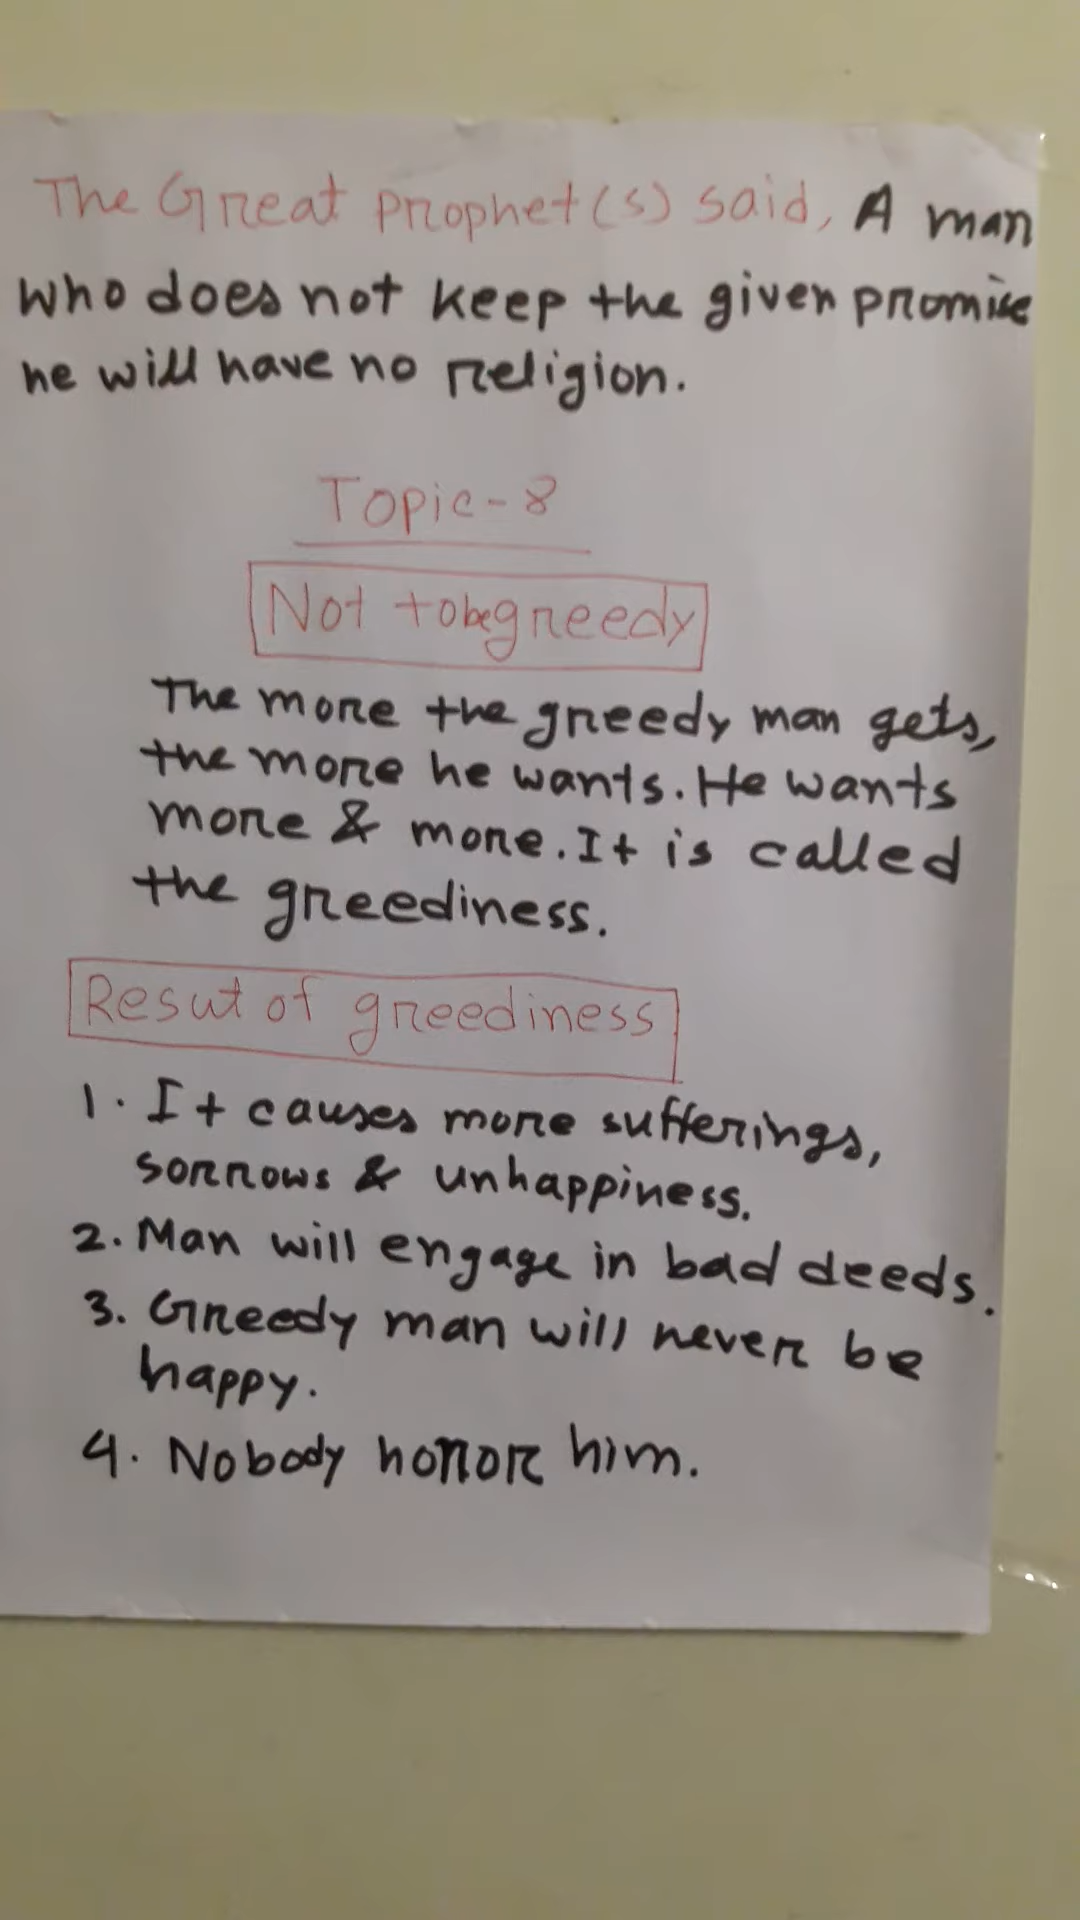 The Great prophet(s) said, A man
who does not keep the given promise
he will have no religion.
Topic-8
Not to be greedy
The more the greedy man gets,
the more he wants. He wants
more & more. It is called
the greediness.
Resut of greediness
1. It causes more sufferings,
sorrows & unhappiness.
2. Man will engage in bad deeds.
3. Greedy man will never be
happy.
4. Nobody honor him.